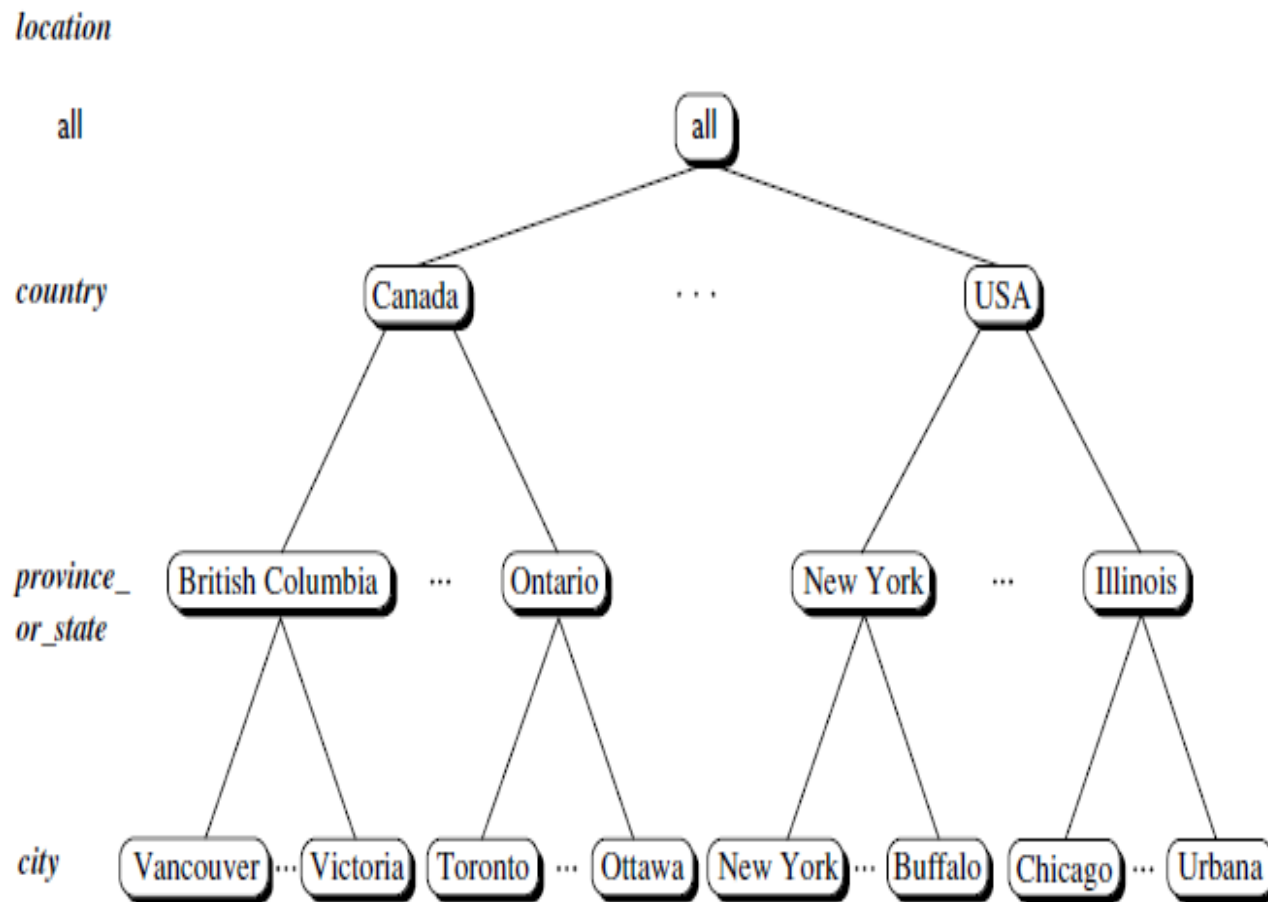 location
all all
country Canada ... USA
province_ British Columbia ... Ontario New York ... Illinois
or_state
city Vancouver ... Victoria Toronto ... Ottawa New York ... Buffalo Chicago ... Urbana